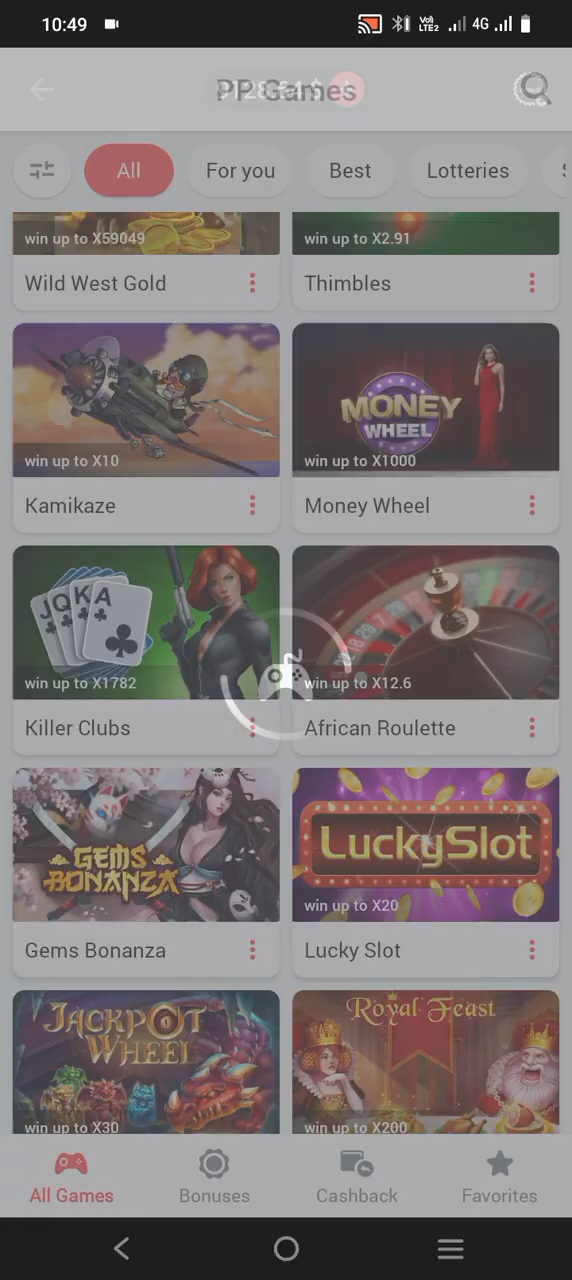 10:49
VoI)
LTE2
4G
PP Games
All
For you
Best
Lotteries
win up to X59049
win up to X2.91
Wild West Gold
Thimbles
MONEY
WHEEL
win up to X10
win up to X1000
Kamikaze
Money Wheel
J Q K A
win up to X1782
win up to X12.6
Killer Clubs
African Roulette
GEMS
BONANZA
LuckySlot
win up to X20
Gems Bonanza
Lucky Slot
JACKPOT
WHEEL
Royal Feast
win up to X30
win up to X200
All Games
Bonuses
Cashback
Favorites